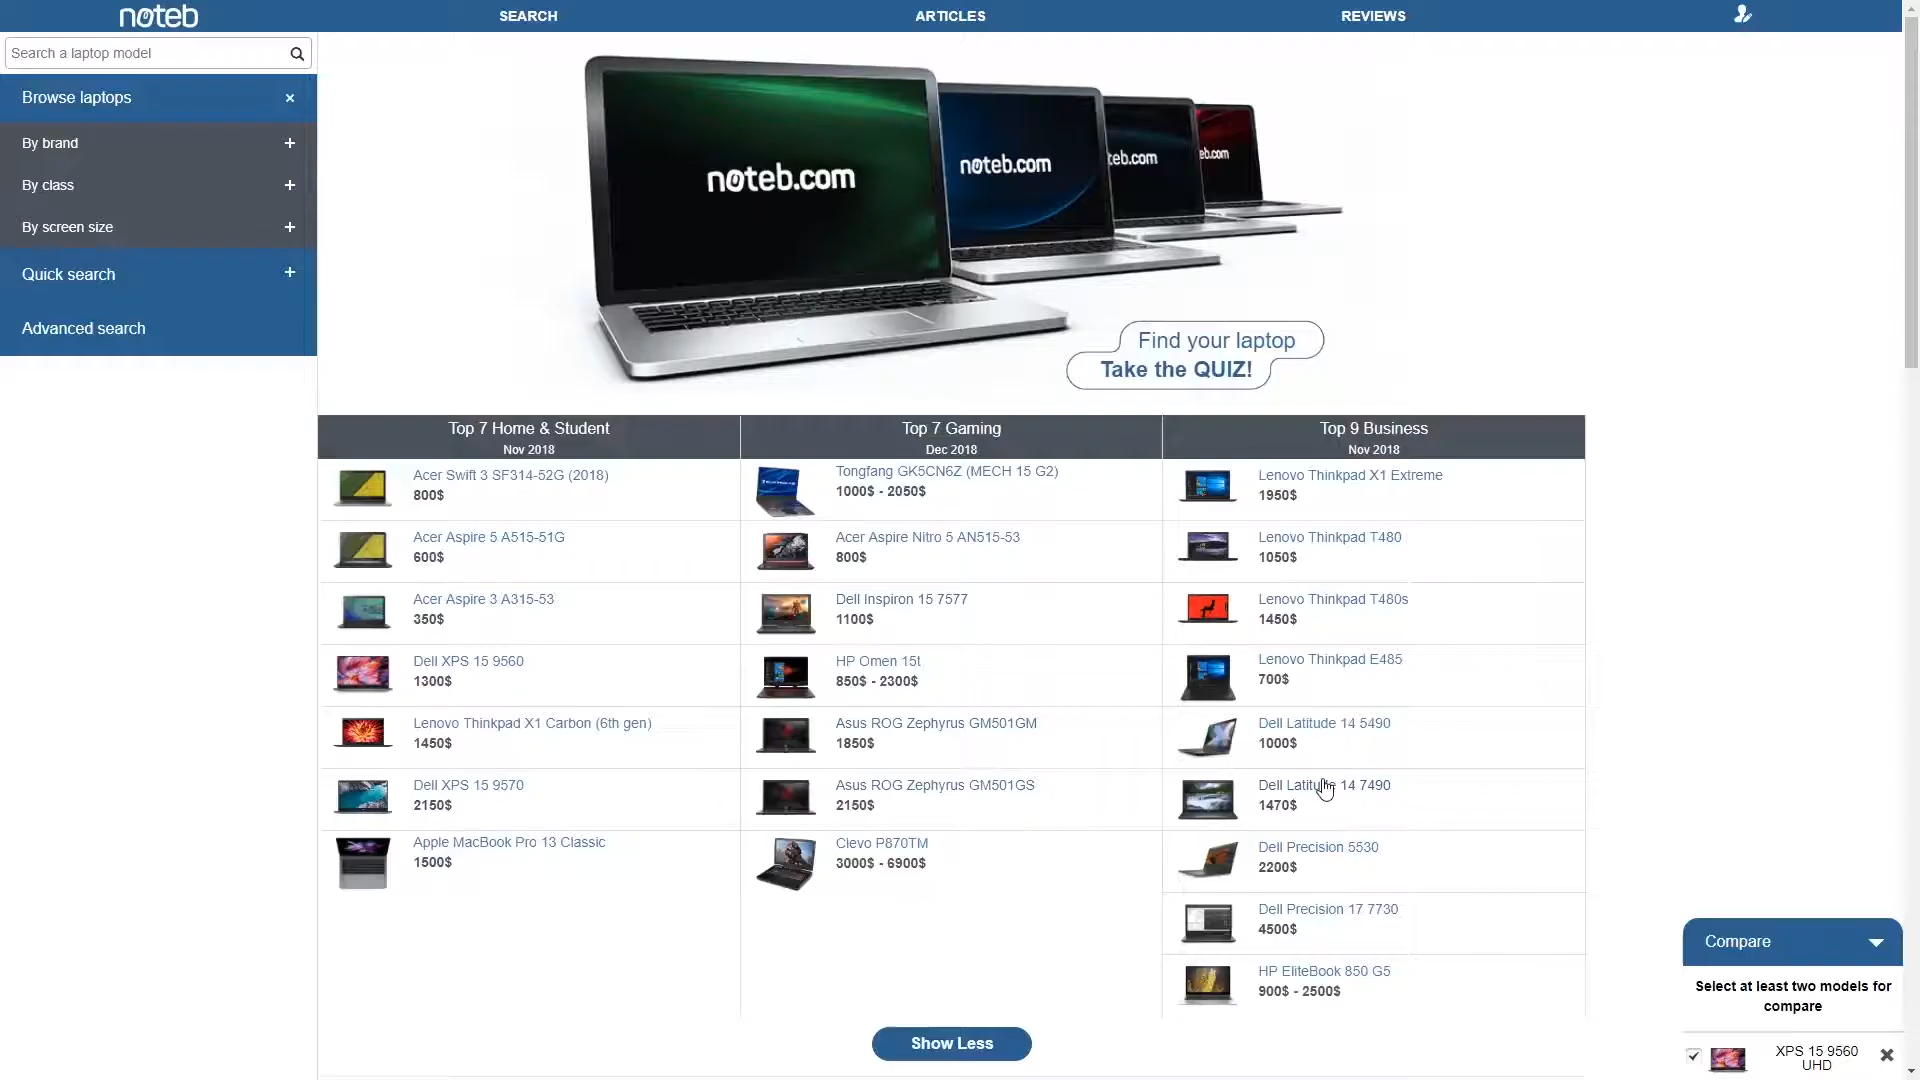 noteb
SEARCH
ARTICLES
REVIEWS
Search a laptop model
Browse laptops
By brand
By class
By screen size
Quick search
Advanced search
noteb.com
noteb.com
teb.com
eb.com
Find your laptop
Take the QUIZ!
Top 7 Home & Student
Nov 2018
Acer Swift 3 SF314-52G (2018)
800$
Acer Aspire 5 A515-51G
600$
Acer Aspire 3 A315-53
350$
Dell XPS 15 9560
1300$
Lenovo Thinkpad X1 Carbon (6th gen)
1450$
Dell XPS 15 9570
2150$
Apple MacBook Pro 13 Classic
1500$
Top 7 Gaming
Dec 2018
Tongfang GK5CN6Z (MECH 15 G2)
1000$ - 2050$
Acer Aspire Nitro 5 AN515-53
800$
Dell Inspiron 15 7577
1100$
HP Omen 15t
850$ - 2300$
Asus ROG Zephyrus GM501GM
1850$
Asus ROG Zephyrus GM501GS
2150$
Clevo P870TM
3000$ - 6900$
Top 9 Business
Nov 2018
Lenovo Thinkpad X1 Extreme
1950$
Lenovo Thinkpad T480
1050$
Lenovo Thinkpad T480s
1450$
Lenovo Thinkpad E485
700$
Dell Latitude 14 5490
1000$
Dell Latitude 14 7490
1470$
Dell Precision 5530
2200$
Dell Precision 17 7730
4500$
HP EliteBook 850 G5
900$ - 2500$
Show Less
Compare
Select at least two models for
compare
XPS 15 9560
UHD